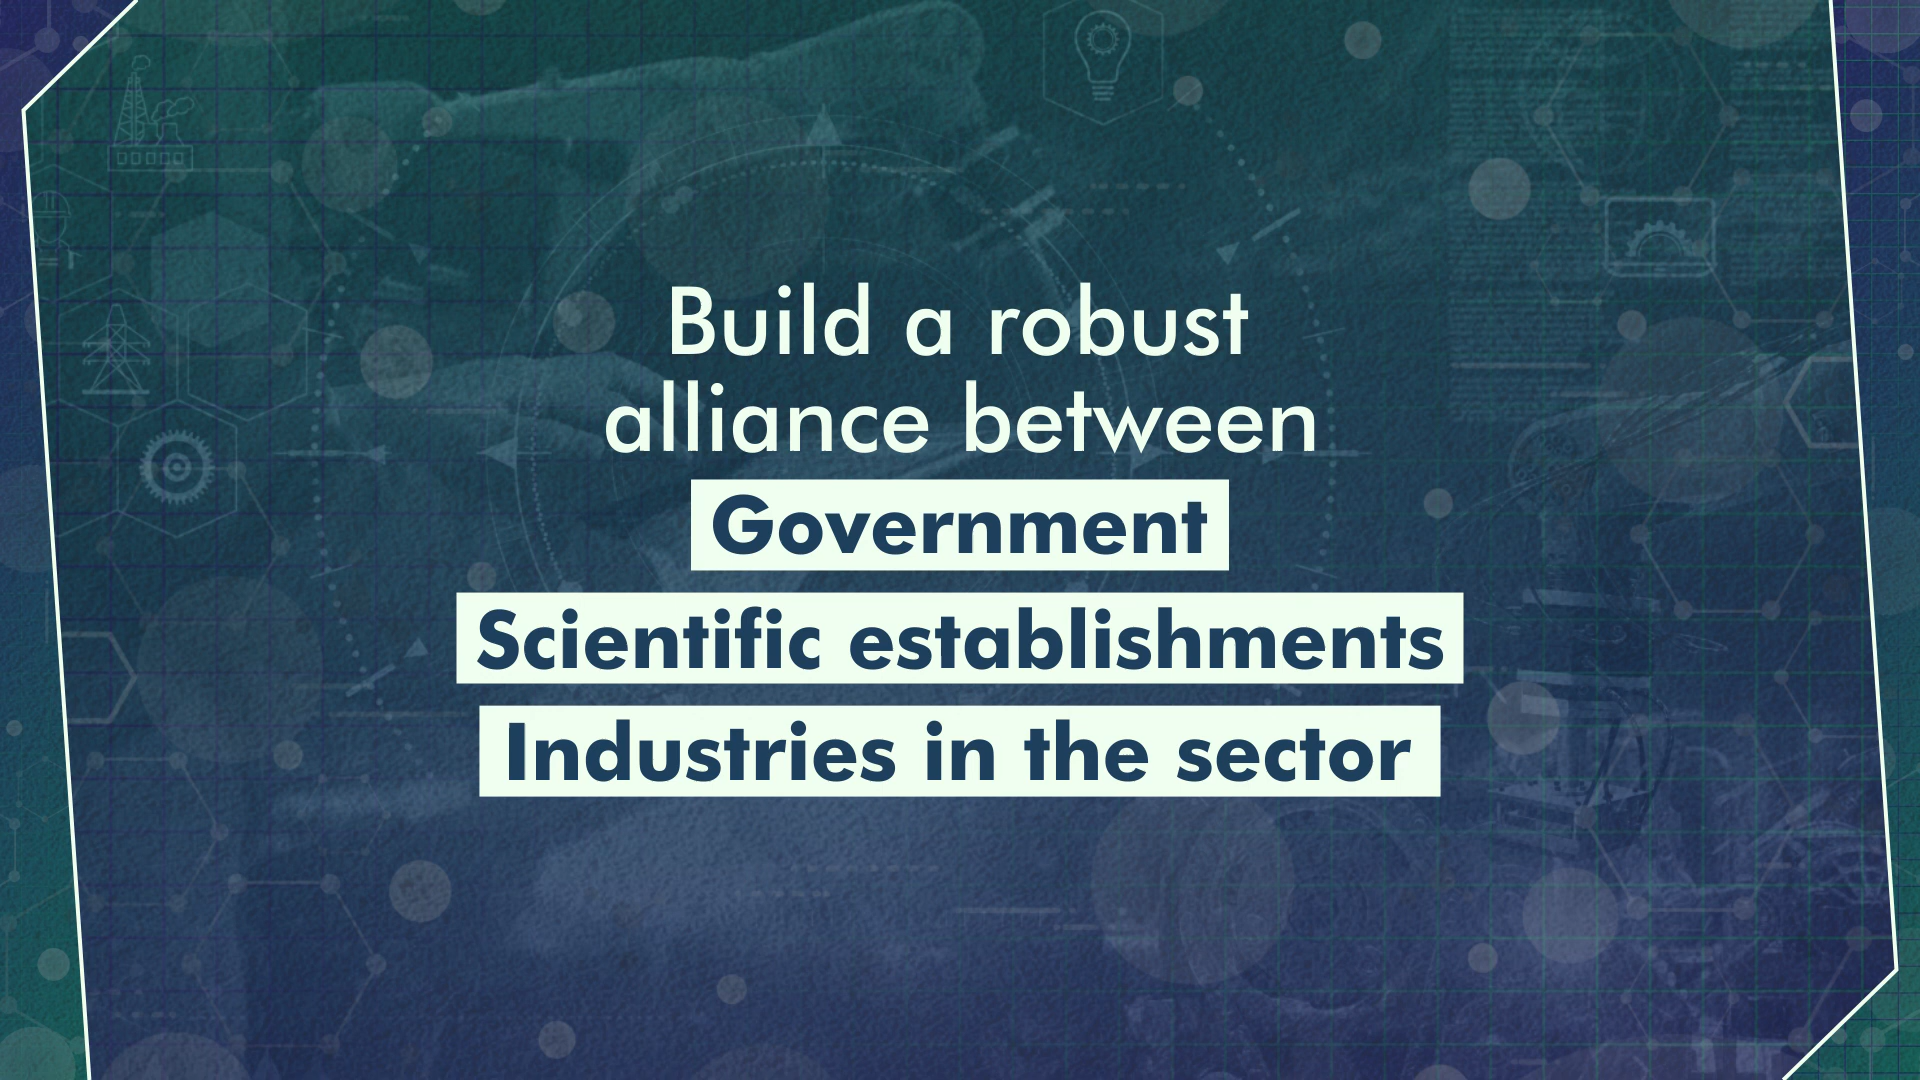 Build a robust
alliance between
Government
Scientific establishments
Industries in the sector